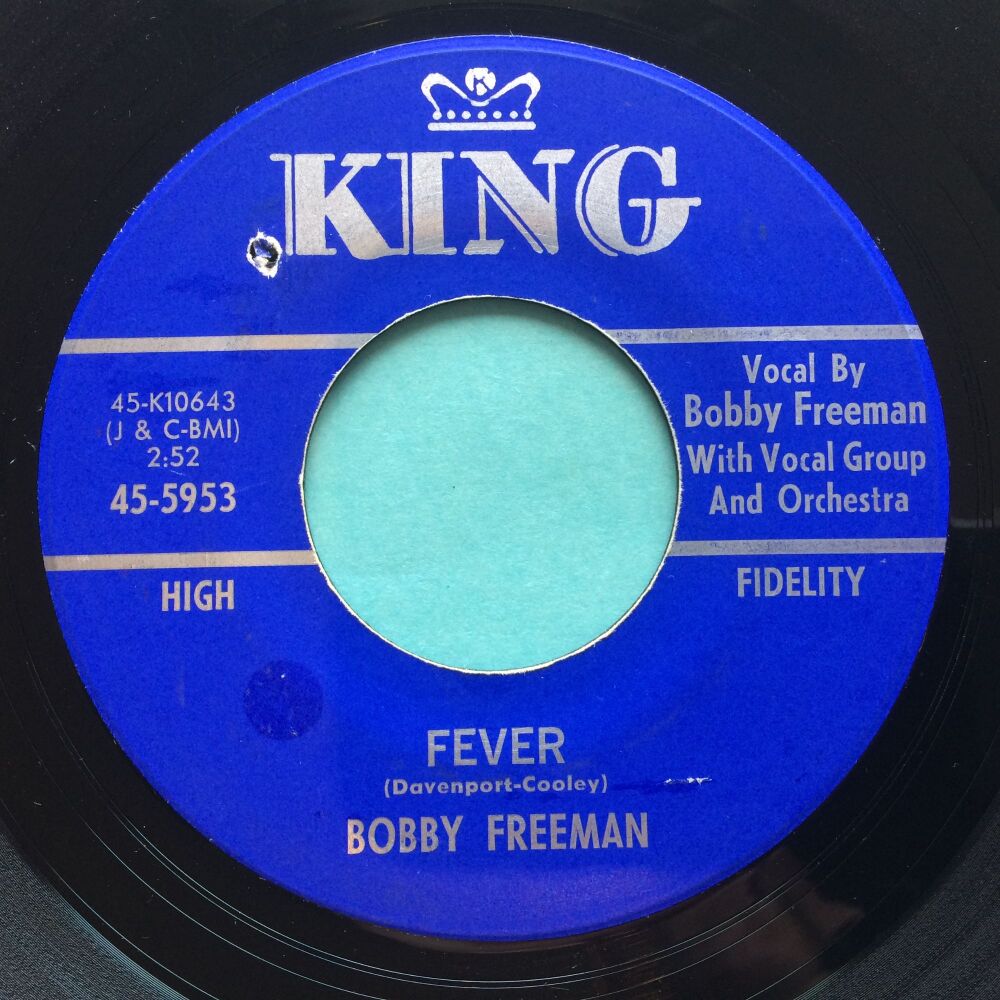 K
KING
45-K10643
(J & C-BMI)
2:52
45-5953
Vocal By
Bobby Freeman
With Vocal Group
And Orchestra
HIGH
FIDELITY
FEVER
(Davenport-Cooley)
BOBBY FREEMAN